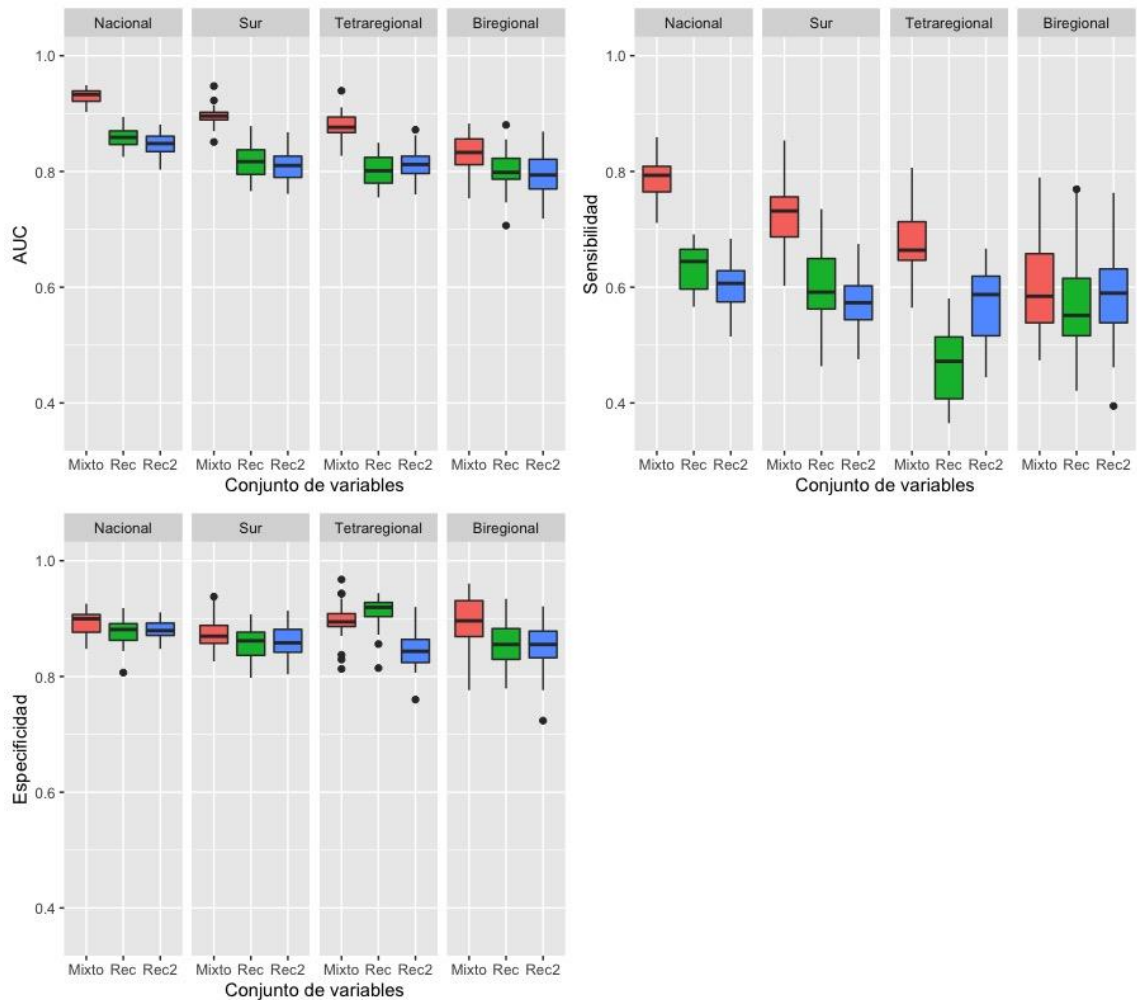 Nacional Sur Tetraregional Biregional
1.0
0.8
0.6
0.4
AUC
Mixto Rec Rec2 Mixto Rec Rec2 Mixto Rec Rec2 Mixto Rec Rec2
Conjunto de variables
Nacional Sur Tetraregional Biregional
1.0
0.8
0.6
0.4
Sensibilidad
Mixto Rec Rec2 Mixto Rec Rec2 Mixto Rec Rec2 Mixto Rec Rec2
Conjunto de variables
Nacional Sur Tetraregional Biregional
1.0
0.8
0.6
0.4
Especificidad
Mixto Rec Rec2 Mixto Rec Rec2 Mixto Rec Rec2 Mixto Rec Rec2
Conjunto de variables